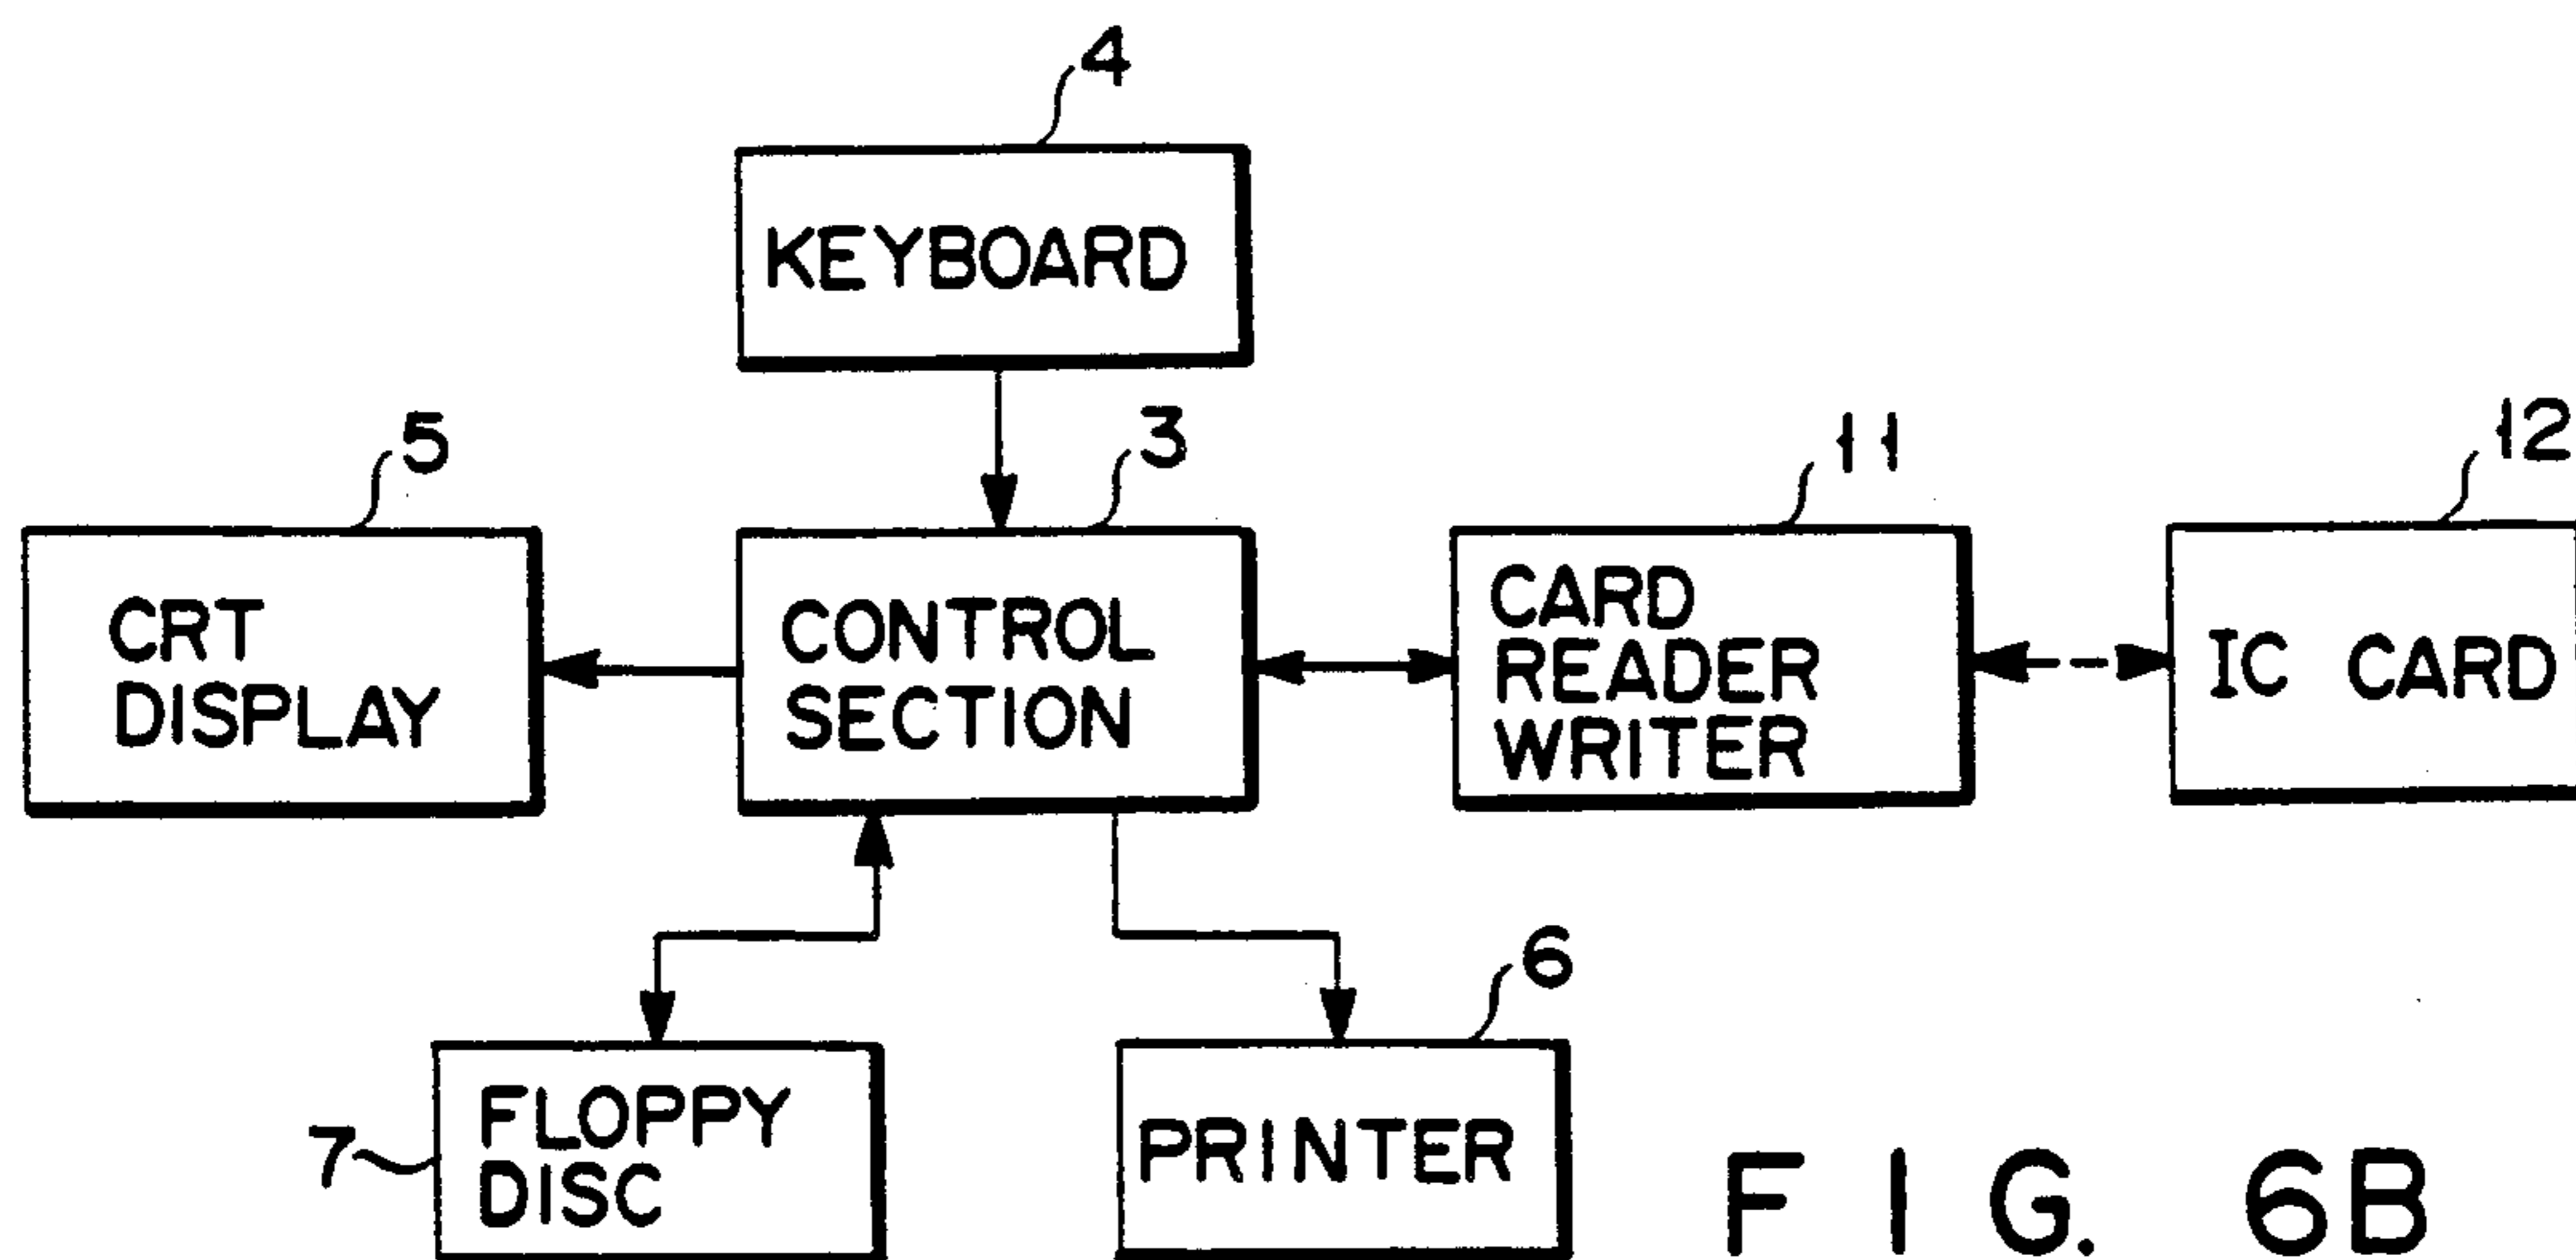 4
KEYBOARD
5
3
11
12
CRT
DISPLAY
CONTROL
SECTION
CARD
READER
WRITER
IC CARD
6
7
FLOPPY
DISC
PRINTER
FIG. 6B